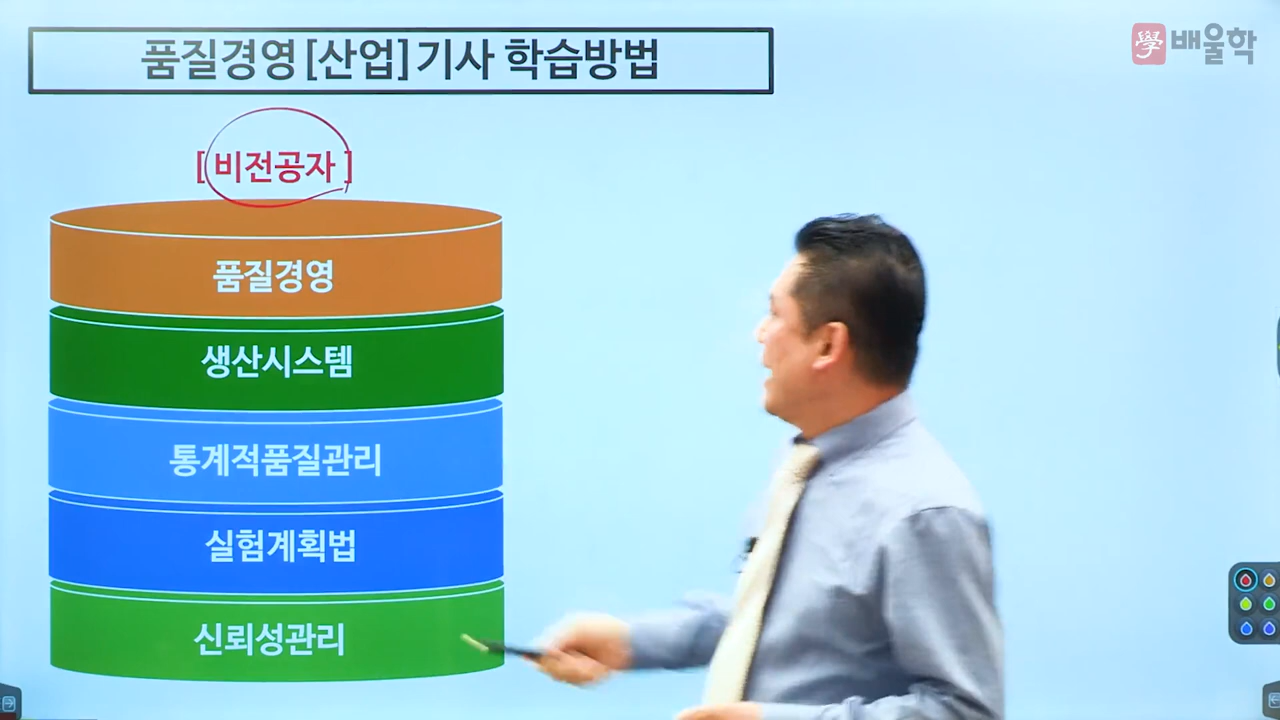 품질경영[산업]기사 학습방법
學 배울학
[비전공자]
품질경영
생산시스템
통계적품질관리
실험계획법
신뢰성관리